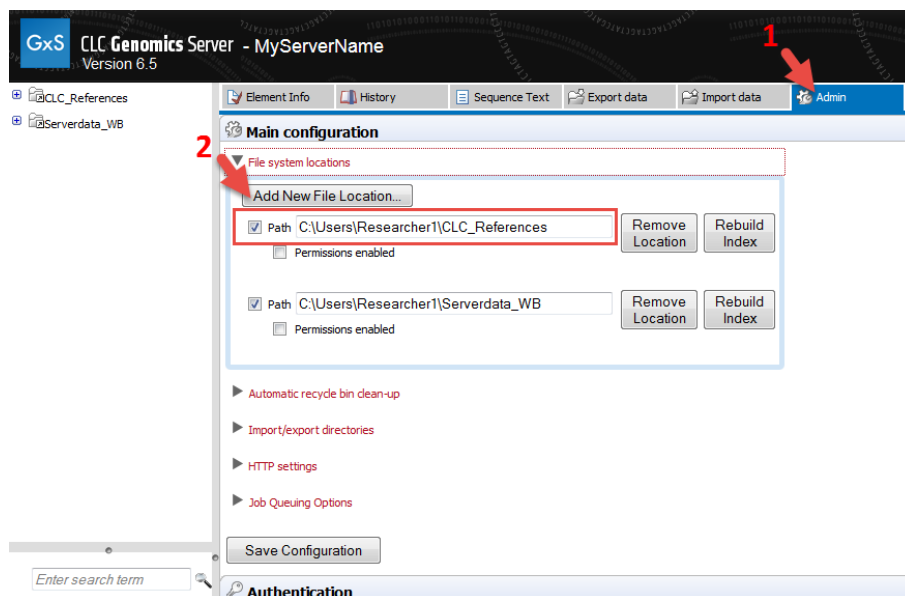 GxS CLC Genomics Server - MyServerName
Version 6.5
1
CLC_References
Serverdata_WB
Element Info History Sequence Text Export data Import data Admin
Main configuration
2
File system locations
Add New File Location...
Path C:\Users\Researcher1\CLC_References Remove Location Rebuild Index
Permissions enabled
Path C:\Users\Researcher1\Serverdata_WB Remove Location Rebuild Index
Permissions enabled
Automatic recycle bin clean-up
Import/export directories
HTTP settings
Job Queuing Options
Save Configuration
Enter search term
Authentication